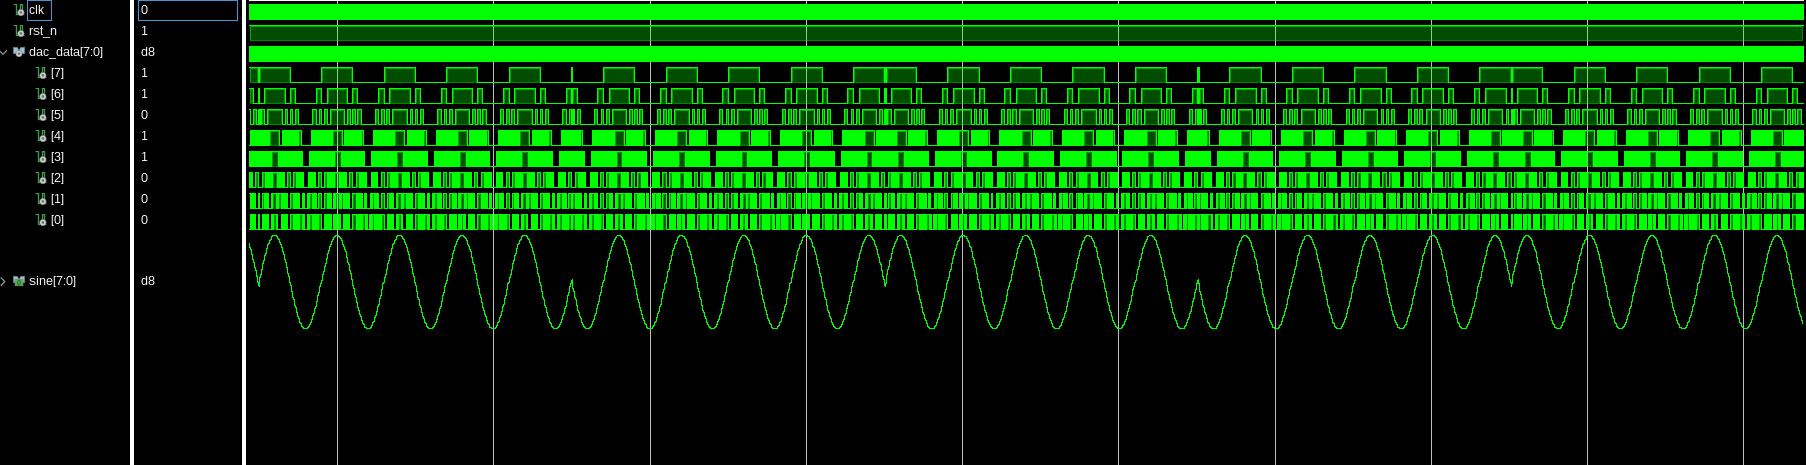 clk 0
rst_n 1
dac_data[7:0] d8
[7] 1
[6] 1
[5] 0
[4] 1
[3] 1
[2] 0
[1] 0
[0] 0
sine[7:0] d8